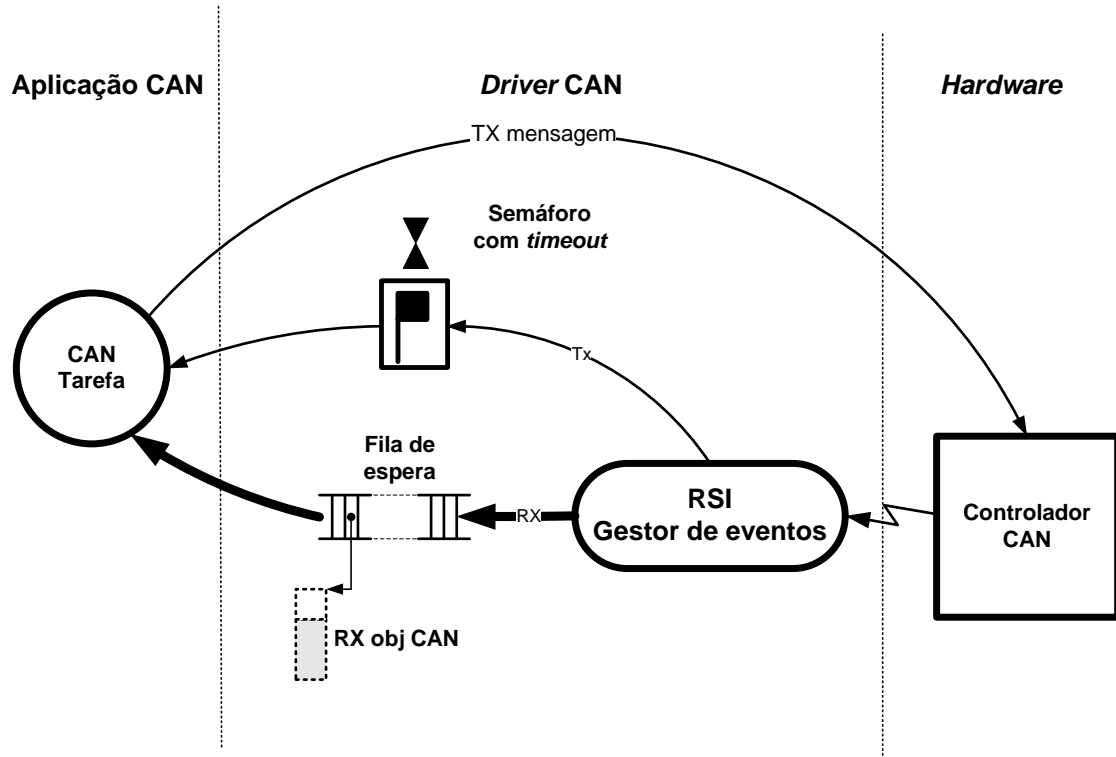 Aplicação CAN
Driver CAN
Hardware
TX mensagem
Semáforo
com timeout
CAN
Tarefa
Tx
Fila de
espera
RX
RSI
Gestor de eventos
Controlador
CAN
RX obj CAN